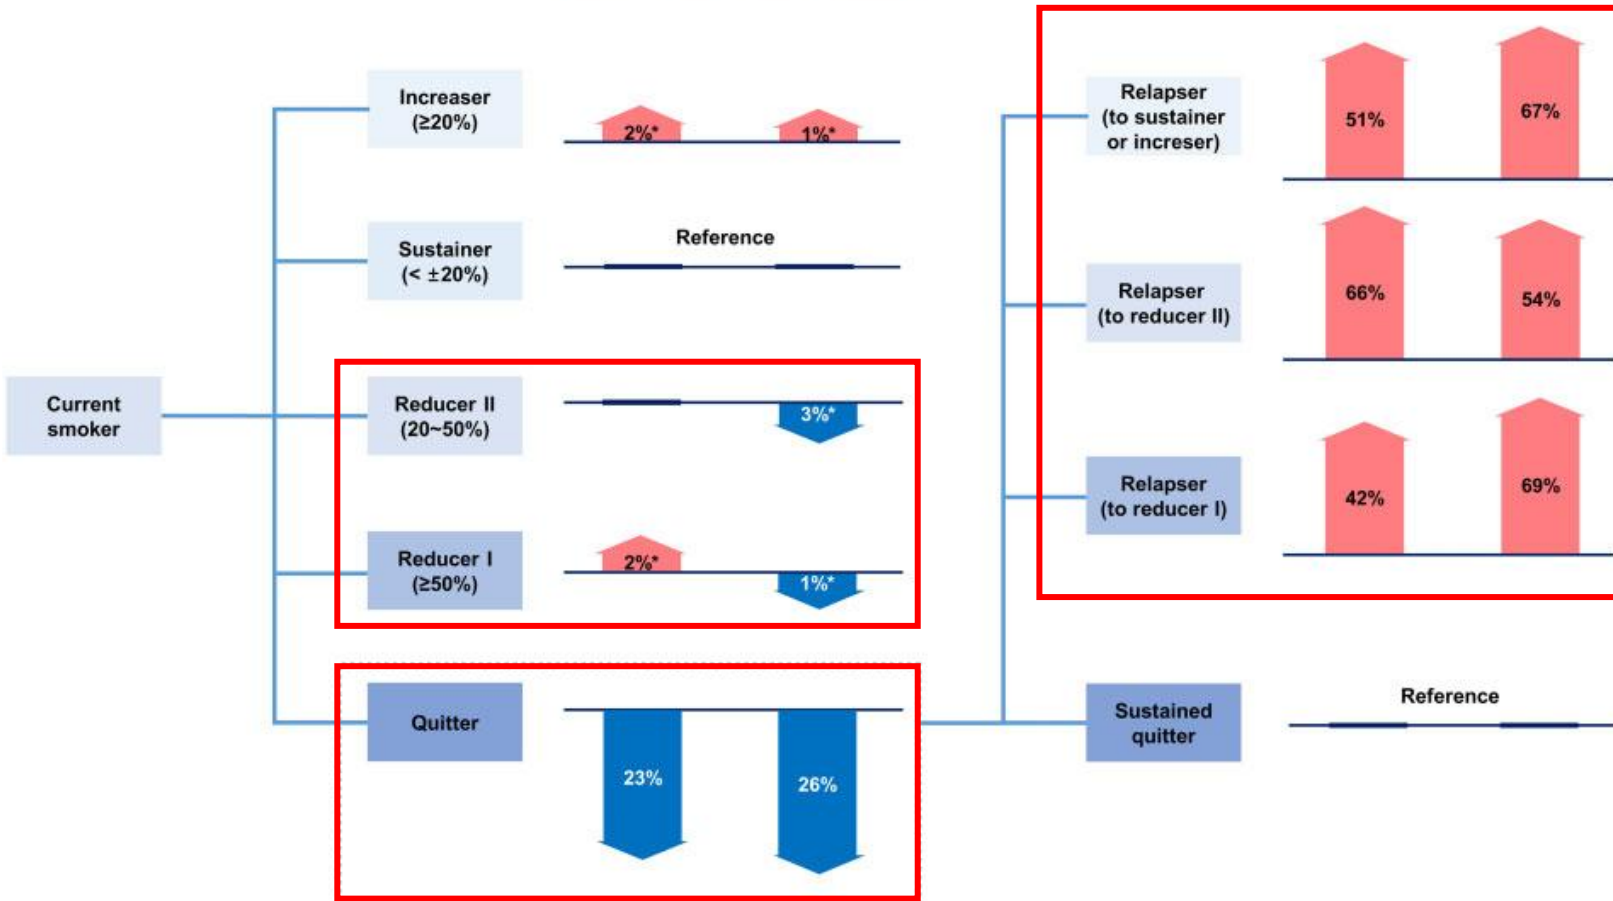 Current
smoker
Increaser
(≥20%)
2%*
1%*
Sustainer
(< ±20%)
Reference
Reducer II
(20~50%)
3%*
Reducer I
(≥50%)
2%*
1%*
Quitter
23%
26%
Relapser
(to sustainer
or increser)
51%
67%
Relapser
(to reducer II)
66%
54%
Relapser
(to reducer I)
42%
69%
Sustained
quitter
Reference